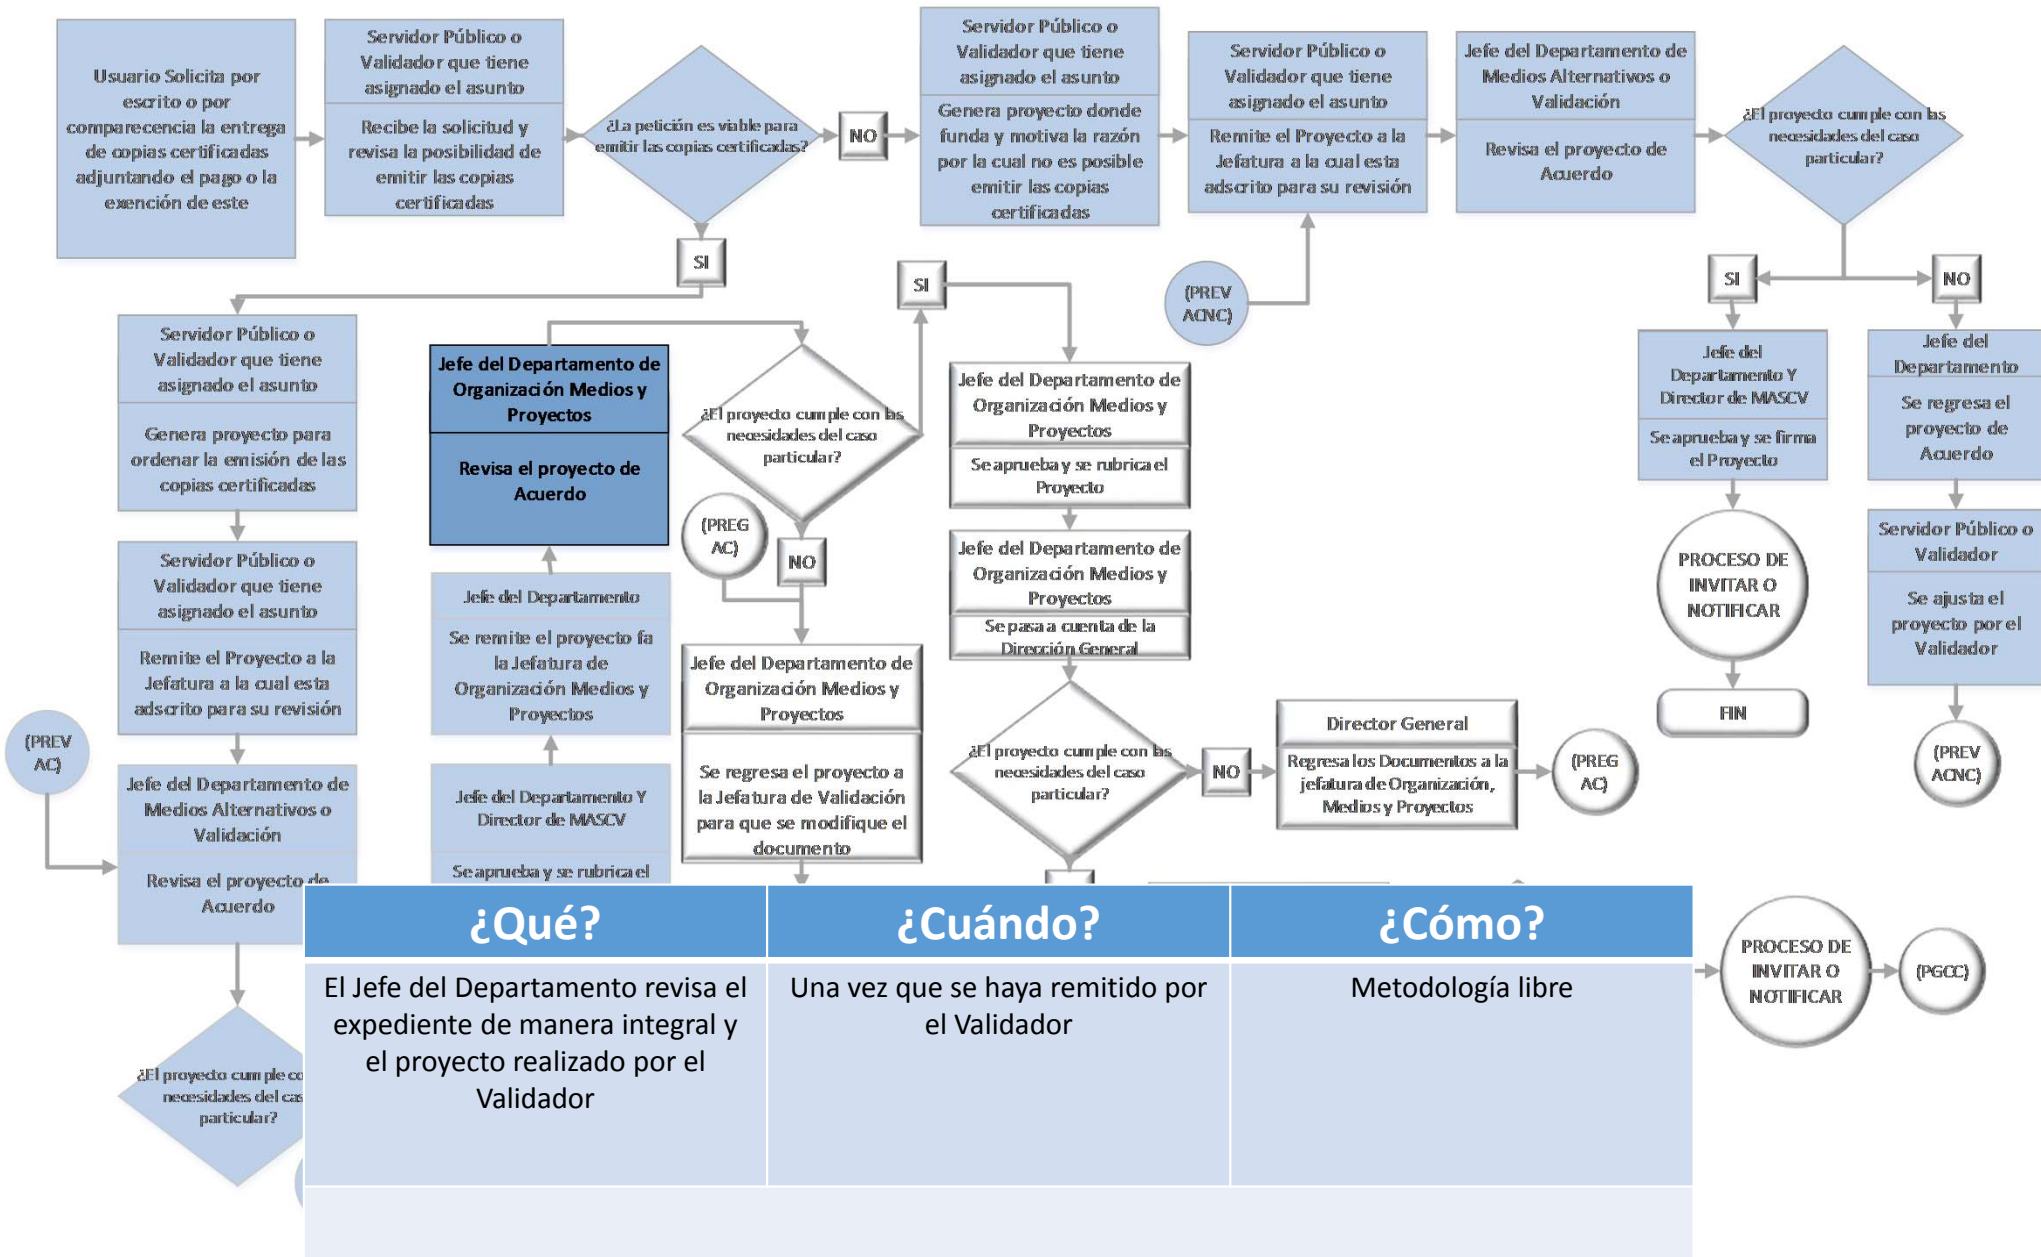 Usuario Solicita por
escrito o por
comparecencia la entrega
de copias certificadas
adjuntando el pago o la
exención de este
Servidor Público o
Validador que tiene
asignado el asunto
Recibe la solicitud y
revisa la posibilidad de
emitir las copias
certificadas
¿La petición es viable para
emitir las copias certificadas?
NO
Servidor Público o
Validador que tiene
asignado el asunto
Genera proyecto donde
funda y motiva la razón
por la cual no es posible
emitir las copias
certificadas
Servidor Público o
Validador que tiene
asignado el asunto
Remite el Proyecto a la
Jefatura a la cual esta
adscrito para su revisión
Jefe del Departamento de
Medios Alternativos o
Validación
Revisa el proyecto de
Acuerdo
¿El proyecto cumple con las
necesidades del caso
particular?
SI
SI
(PREV
ACNC)
SI
NO
Servidor Público o
Validador que tiene
asignado el asunto
Genera proyecto para
ordenar la emisión de las
copias certificadas
Jefe del Departamento de
Organización Medios y
Proyectos
Revisa el proyecto de
Acuerdo
¿El proyecto cumple con las
necesidades del caso
particular?
(PREG
AC)
NO
Jefe del Departamento de
Organización Medios y
Proyectos
Se aprueba y se rubrica el
Proyecto
Jefe del
Departamento Y
Director de MASCV
Se aprueba y se firma
el Proyecto
Jefe del
Departamento
Se regresa el
proyecto de
Acuerdo
Servidor Público o
Validador que tiene
asignado el asunto
Remite el Proyecto a la
Jefatura a la cual esta
adscrito para su revisión
Jefe del Departamento
Se remite el proyecto fa
la Jefatura de
Organización Medios y
Proyectos
Jefe del Departamento de
Organización Medios y
Proyectos
Se pasa a cuenta de la
Dirección General
PROCESO DE
INVITAR O
NOTIFICAR
FIN
Servidor Público o
Validador
Se ajusta el
proyecto por el
Validador
(PREV
ACNC)
(PREV
AC)
Jefe del Departamento de
Medios Alternativos o
Validación
Revisa el proyecto de
Acuerdo
Jefe del Departamento Y
Director de MASCV
Se aprueba y se rubrica el
Jefe del Departamento de
Organización Medios y
Proyectos
Se regresa el proyecto a
la Jefatura de Validación
para que se modifique el
documento
¿El proyecto cumple con las
necesidades del caso
particular?
NO
Director General
Regresa los Documentos a la
jefatura de Organización,
Medios y Proyectos
(PREG
AC)
¿El proyecto cumple co
necesidades del cas
particular?
¿Qué?
¿Cuándo?
¿Cómo?
El Jefe del Departamento revisa el
expediente de manera integral y
el proyecto realizado por el
Validador
Una vez que se haya remitido por
el Validador
Metodología libre
PROCESO DE
INVITAR O
NOTIFICAR
(PGCC)